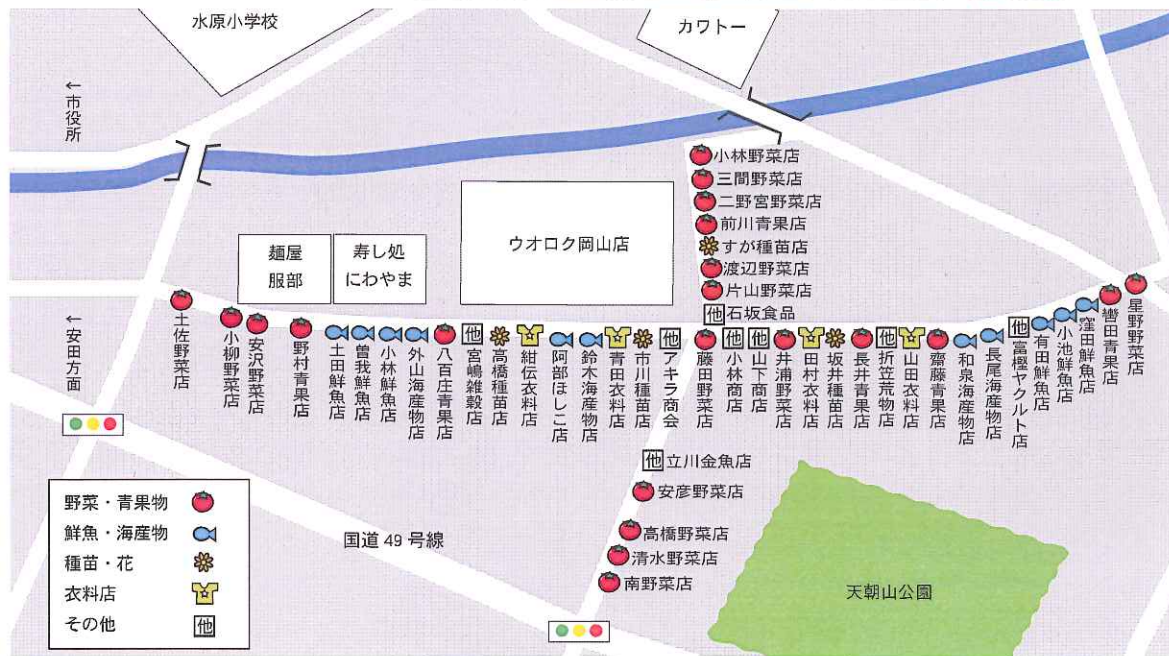 水原小学校
カワトー
←市役所
小林野菜店
三間野菜店
二野宮野菜店
前川青果店
すが種苗店
渡辺野菜店
片山野菜店
他 石坂食品
ウオロク岡山店
麺屋
服部
寿し処
にわやま
←安田方面
土佐野菜店
小柳野菜店
安沢野菜店
野村青果店
土田鮮魚店
曽我鮮魚店
小林鮮魚店
外山海産物店
八百庄青果店
他 宮嶋雑穀店
高橋種苗店
紺伝衣料店
阿部ほしこ店
鈴木海産物店
青田衣料店
市川種苗店
他 アキラ商会
藤田野菜店
他 小林商店
他 山下商店
井浦野菜店
田村衣料店
坂井種苗店
長井青果店
他 折笠荒物店
山田衣料店
齋藤青果店
和泉海産物店
長尾海産物店
他 富樫ヤクルト店
有田鮮魚店
小池鮮魚店
窪田鮮魚店
轡田青果店
星野野菜店
他 立川金魚店
安彦野菜店
高橋野菜店
清水野菜店
南野菜店
国道49号線
天朝山公園
野菜・青果物
鮮魚・海産物
種苗・花
衣料店
その他 他